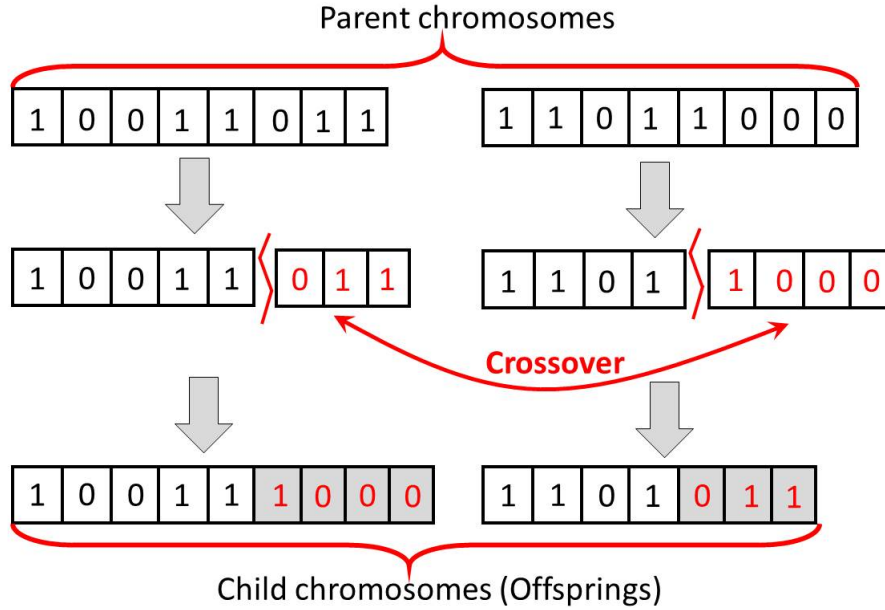 Parent chromosomes
1 0 0 1 1 0 1 1
1 1 0 1 1 0 0 0
1 0 0 1 1 0 1 1
1 1 0 1 1 0 0 0
Crossover
1 0 0 1 1 1 0 0 0
1 1 0 1 0 1 1
Child chromosomes (Offsprings)